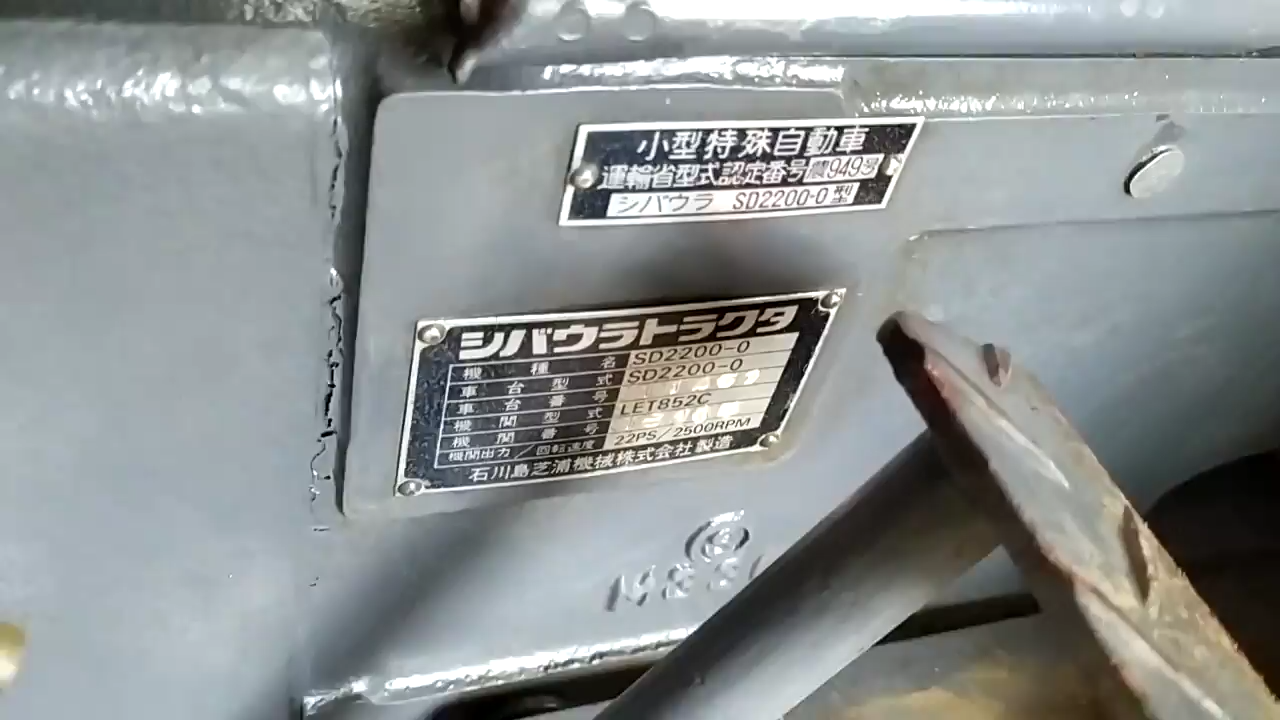 小型特殊自動車
運輸省型式認定番号 農949号
シバウラ SD2200-0型
シバウラトラクタ
機種名 SD2200-0
車台型式 SD2200-0
車台番号
機関型式 LET852C
機関番号
機関出力/回転速度 22PS/2500RPM
石川島芝浦機械株式会社製造